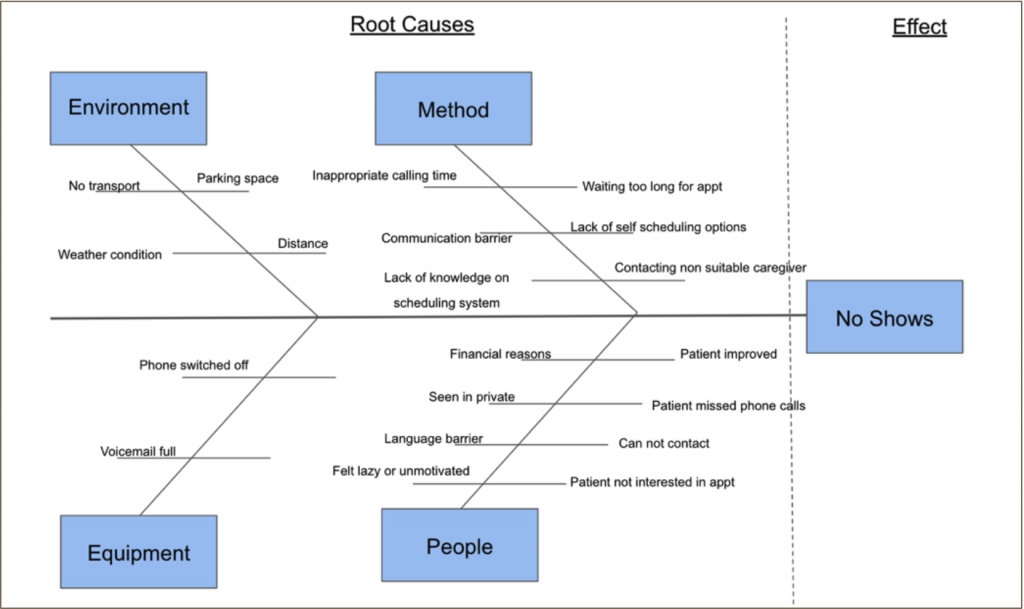 Root Causes
Effect
Environment
Method
No transport
Parking space
Weather condition
Distance
Inappropriate calling time
Waiting too long for appt
Communication barrier
Lack of self scheduling options
Lack of knowledge on
scheduling system
Contacting non suitable caregiver
No Shows
Phone switched off
Voicemail full
Equipment
Financial reasons
Patient improved
Seen in private
Patient missed phone calls
Language barrier
Can not contact
Felt lazy or unmotivated
Patient not interested in appt
People